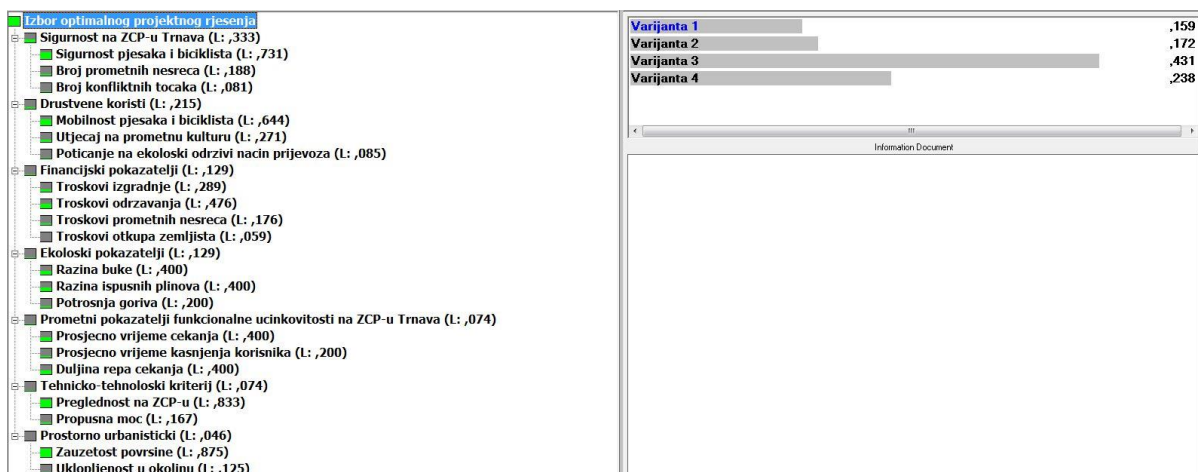 Izbor optimalnog projektnog rjesenja
Sigurnost na ZCP-u Trnava (L: ,333)
Sigurnost pjesaka i biciklista (L: ,731)
Broj prometnih nesreca (L: ,188)
Broj konfliktnih tocaka (L: ,081)
Drustvene koristi (L: ,215)
Mobilnost pjesaka i biciklista (L: ,644)
Utjecaj na prometnu kulturu (L: ,271)
Poticanje na ekoloski odrzivi nacin prijevoza (L: ,085)
Financijski pokazatelji (L: ,129)
Troskovi izgradnje (L: ,289)
Troskovi odrzavanja (L: ,476)
Troskovi prometnih nesreca (L: ,176)
Troskovi otkupa zemljista (L: ,059)
Ekoloski pokazatelji (L: ,129)
Razina buke (L: ,400)
Razina ispusnih plinova (L: ,400)
Potrosnja goriva (L: ,200)
Prometni pokazatelji funkcionalne ucinkovitosti na ZCP-u Trnava (L: ,074)
Prosjecno vrijeme cekanja (L: ,400)
Prosjecno vrijeme kasnjenja korisnika (L: ,200)
Duljina repa cekanja (L: ,400)
Tehnicko-tehnoloski kriterij (L: ,074)
Preglednost na ZCP-u (L: ,833)
Propusna moc (L: ,167)
Prostorno urbanisticki (L: ,046)
Zauzetost povrsine (L: ,875)
Uklopljenost u okolinu (L: ,125)
Varijanta 1 ,159
Varijanta 2 ,172
Varijanta 3 ,431
Varijanta 4 ,238
Information Document